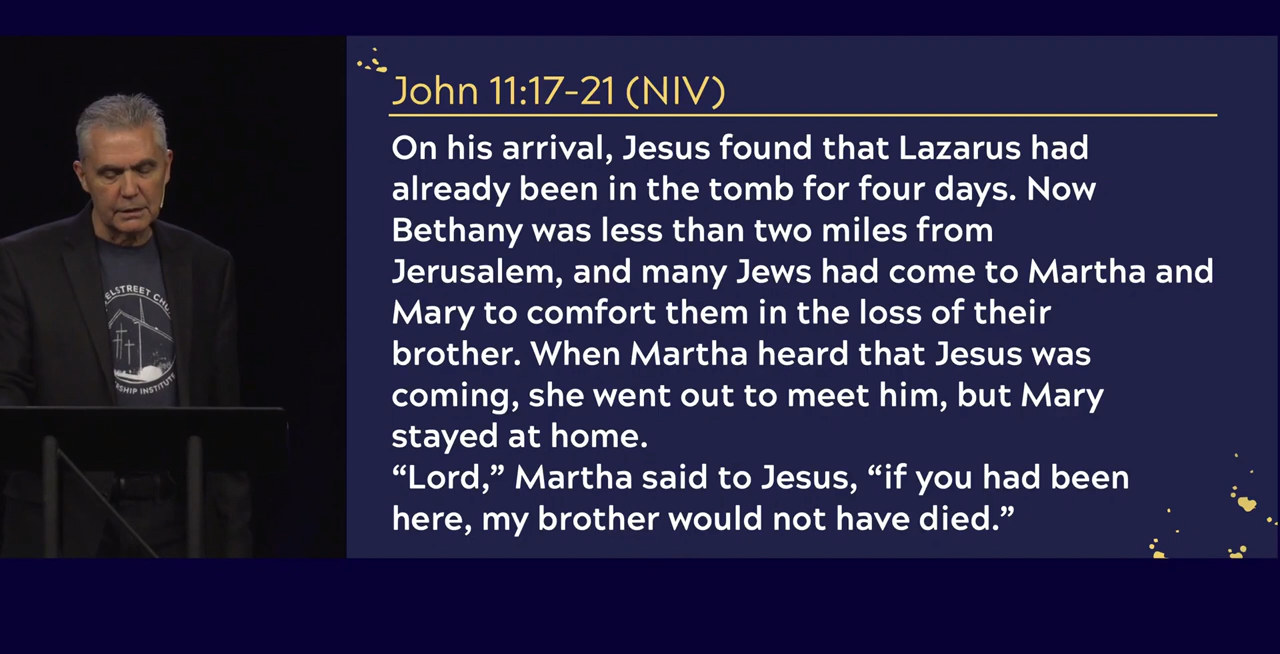 John 11:17-21 (NIV)
On his arrival, Jesus found that Lazarus had
already been in the tomb for four days. Now
Bethany was less than two miles from
Jerusalem, and many Jews had come to Martha and
Mary to comfort them in the loss of their
brother. When Martha heard that Jesus was
coming, she went out to meet him, but Mary
stayed at home.
“Lord,” Martha said to Jesus, “if you had been
here, my brother would not have died.”